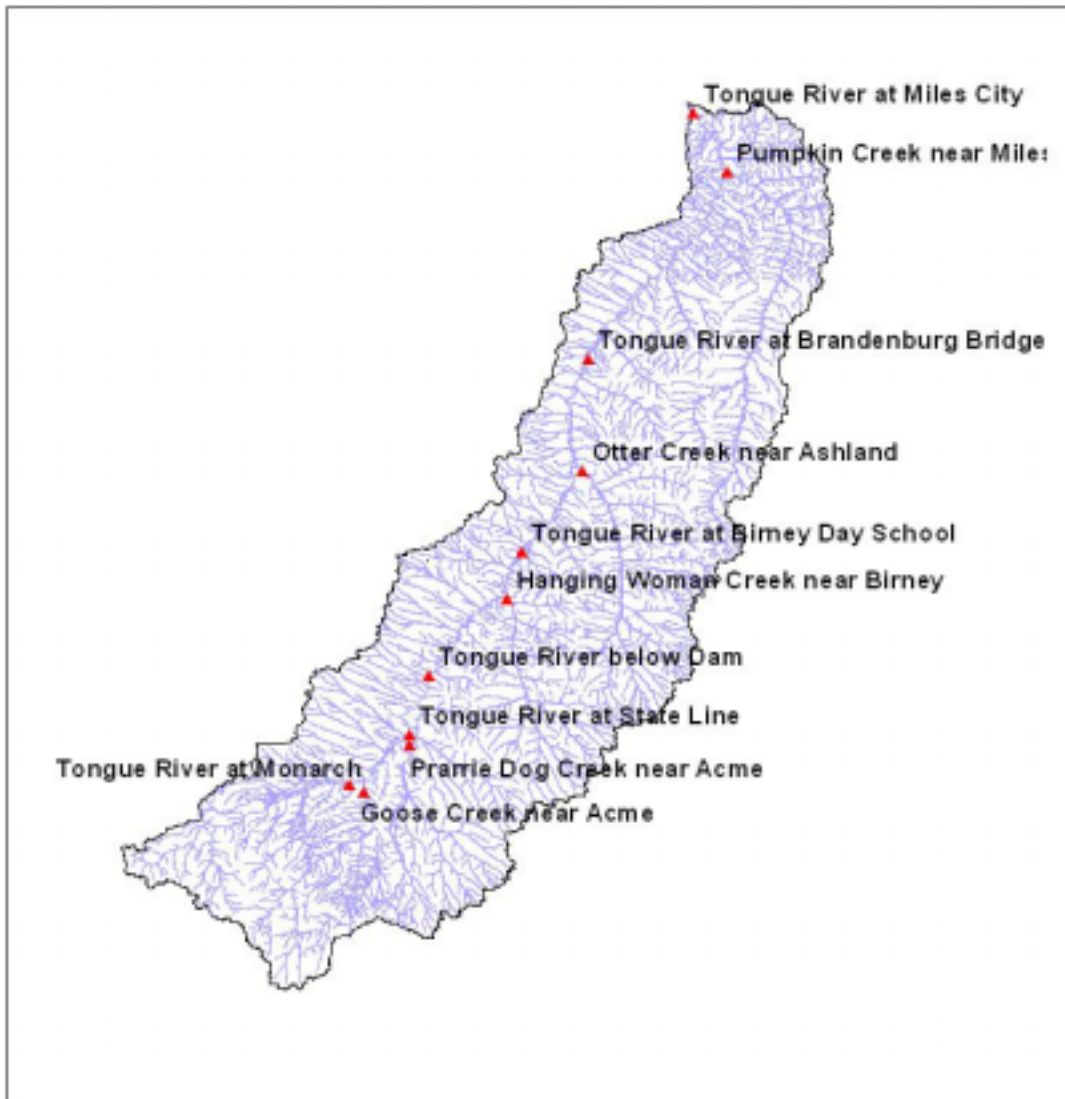 Tongue River at Miles City
Pumpkin Creek near Miles
Tongue River at Brandenburg Bridge
Otter Creek near Ashland
Tongue River at Birney Day School
Hanging Woman Creek near Birney
Tongue River below Dam
Tongue River at State Line
Tongue River at Monarch
Prarrie Dog Creek near Acme
Goose Creek near Acme